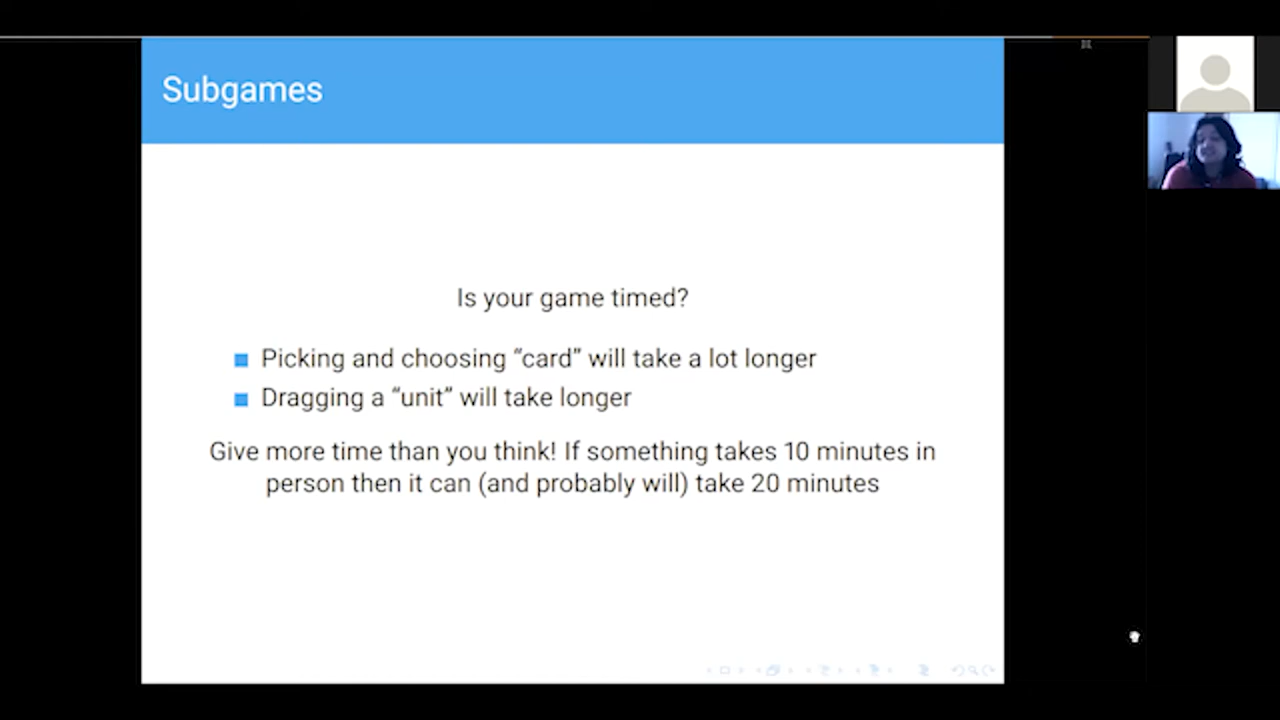 Subgames
Is your game timed?
Picking and choosing “card” will take a lot longer
Dragging a “unit” will take longer
Give more time than you think! If something takes 10 minutes in
person then it can (and probably will) take 20 minutes